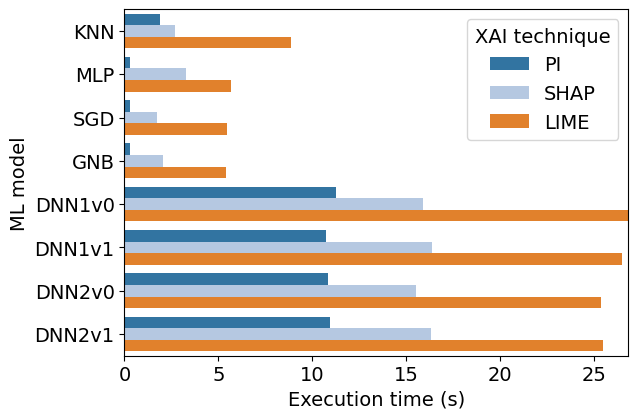 KNN
MLP
SGD
GNB
DNN1v0
DNN1v1
DNN2v0
DNN2v1
ML model
XAI technique
PI
SHAP
LIME
0 5 10 15 20 25
Execution time (s)